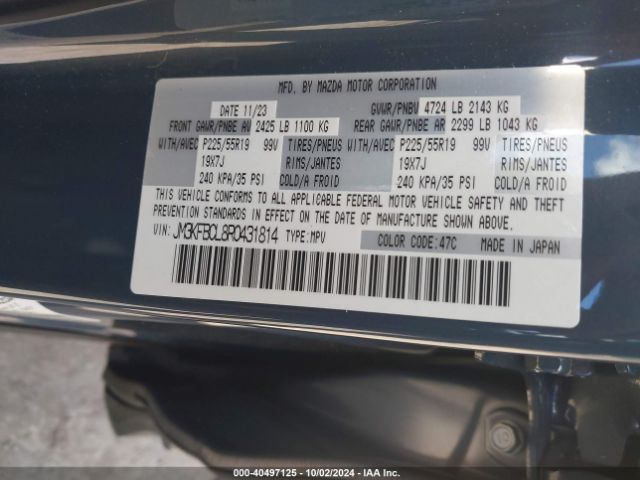 MFD. BY MAZDA MOTOR CORPORATION
DATE 11/23 GVWR/PNBV 4724 LB 2143 KG
FRONT GAWR/PNBE AV 2425 LB 1100 KG REAR GAWR/PNBE AR 2299 LB 1043 KG
WITH/AVEC P225/55R19 99V TIRES/PNEUS WITH/AVEC P225/55R19 99V TIRES/PNEUS
19X7J RIMS/JANTES 19X7J RIMS/JANTES
240 KPA/35 PSI COLD/A FROID 240 KPA/35 PSI COLD/A FROID
THIS VEHICLE CONFORMS TO ALL APPLICABLE FEDERAL MOTOR VEHICLE SAFETY AND THEFT
PREVENTION STANDARDS IN EFFECT ON THE DATE OF MANUFACTURE SHOWN ABOVE.
VIN: JM3KFBCL8R0431814 TYPE:MPV COLOR CODE:47C MADE IN JAPAN
000-40497125 - 10/02/2024 - IAA Inc.